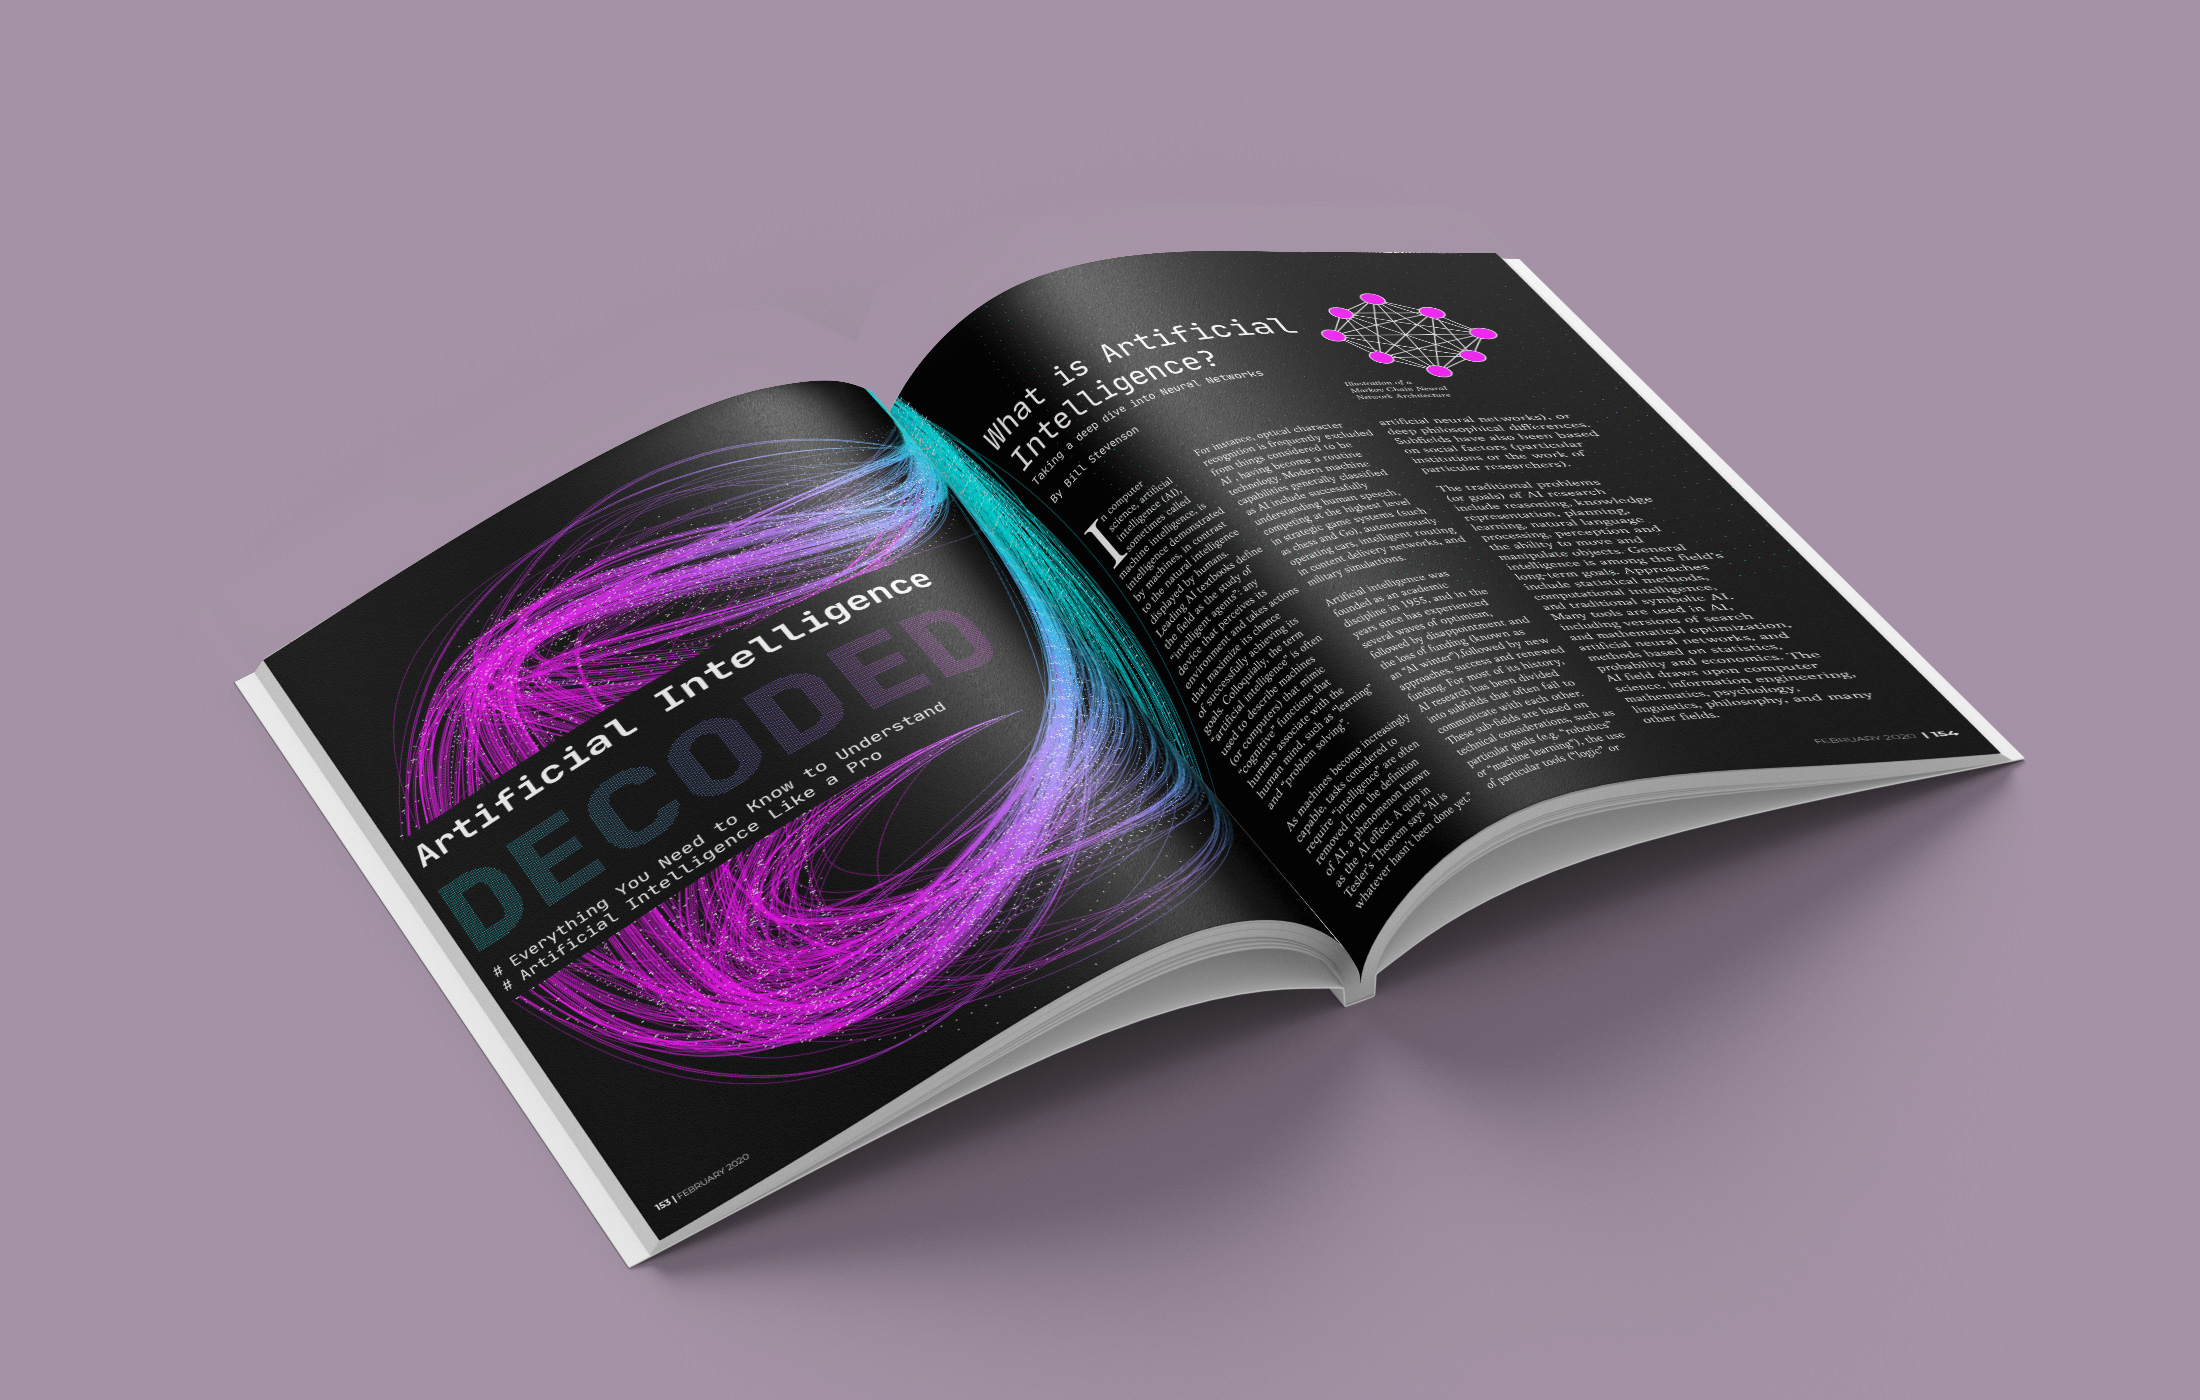 Artificial Intelligence
DECODED
# Everything You Need to Know to Understand
# Artificial Intelligence Like a Pro
153 | FEBRUARY 2020
What is Artificial
Intelligence?
Taking a deep dive into Neural Networks
By Bill Stevenson
Illustration of a
Markov Chain Neural
Network Architecture
In computer
science, artificial
intelligence (AI),
sometimes called
machine intelligence, is
intelligence demonstrated
by machines, in contrast
to the natural intelligence
displayed by humans.
Leading AI textbooks define
the field as the study of
"intelligent agents": any
device that perceives its
environment and takes actions
that maximize its chance
of successfully achieving its
goals. Colloquially, the term
"artificial intelligence" is often
used to describe machines
(or computers) that mimic
"cognitive" functions that
humans associate with the
human mind, such as "learning"
and "problem solving".
As machines become increasingly
capable, tasks considered to
require "intelligence" are often
removed from the definition
of AI, a phenomenon known
as the AI effect. A quip in
Tesler's Theorem says "AI is
whatever hasn't been done yet."
For instance, optical character
recognition is frequently excluded
from things considered to be
AI, having become a routine
technology. Modern machine
capabilities generally classified
as AI include successfully
understanding human speech,
competing at the highest level
in strategic game systems (such
as chess and Go), autonomously
operating cars, intelligent routing
in content delivery networks, and
military simulations.
Artificial intelligence was
founded as an academic
discipline in 1955, and in the
years since has experienced
several waves of optimism,
followed by disappointment and
the loss of funding (known as
an "AI winter"),followed by new
approaches, success and renewed
funding. For most of its history,
AI research has been divided
into subfields that often fail to
communicate with each other.
These sub-fields are based on
technical considerations, such as
particular goals (e.g. "robotics"
or "machine learning"), the use
of particular tools ("logic" or
artificial neural networks), or
deep philosophical differences.
Subfields have also been based
on social factors (particular
institutions or the work of
particular researchers).
The traditional problems
(or goals) of AI research
include reasoning, knowledge
representation, planning,
learning, natural language
processing, perception and
the ability to move and
manipulate objects. General
intelligence is among the field's
long-term goals. Approaches
include statistical methods,
computational intelligence,
and traditional symbolic AI.
Many tools are used in AI,
including versions of search
and mathematical optimization,
artificial neural networks, and
methods based on statistics,
probability and economics. The
AI field draws upon computer
science, information engineering,
mathematics, psychology,
linguistics, philosophy, and many
other fields.
FEBRUARY 2020 | 154